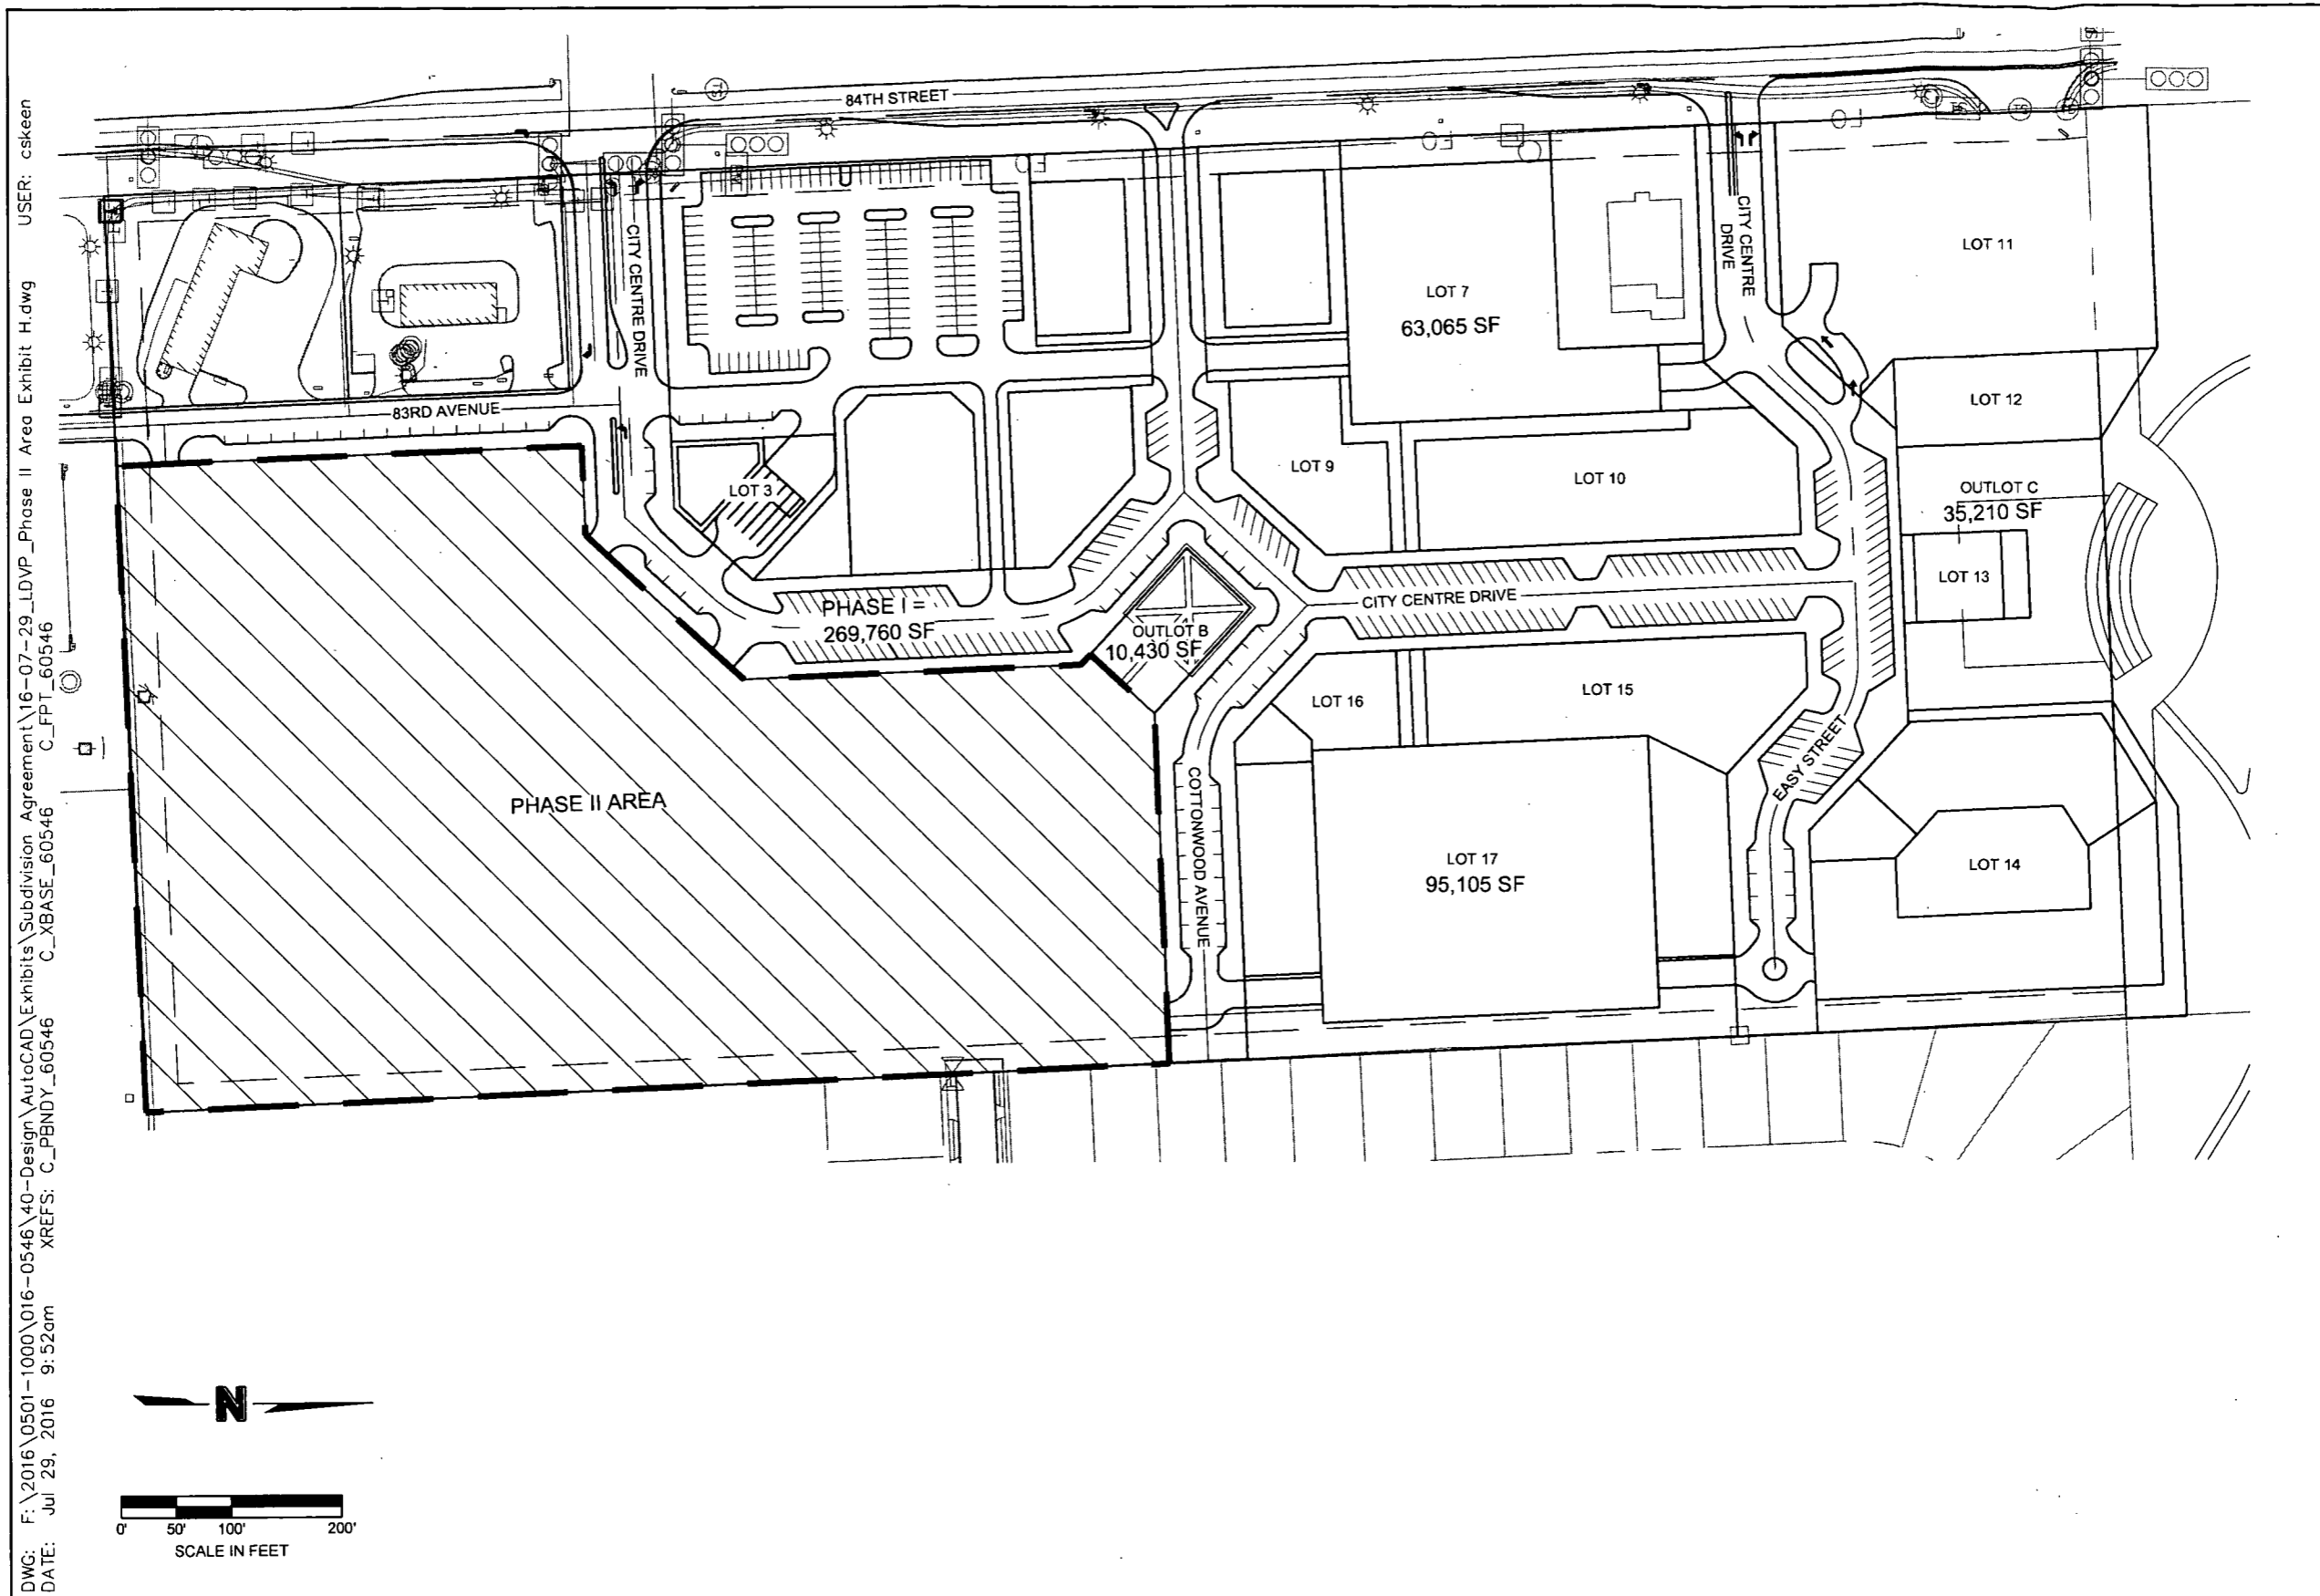 DWG: F:\2016\0501-1000\016-0546\40-Design\AutoCAD\Exhibits\Subdivision Agreement\16-07-29_LDVP_Phase II Area Exhibit H.dwg USER: cskeen
DATE: Jul 29, 2016 9:52am XREFS: C_PBNDY_60546 C_XBASE_60546 C_FPT_60546
84TH STREET
CITY CENTRE DRIVE
CITY CENTRE
DRIVE
LOT 11
LOT 7
63,065 SF
83RD AVENUE
LOT 12
LOT 3
LOT 9
LOT 10
OUTLOT C
35,210 SF
LOT 13
PHASE I =
269,760 SF
CITY CENTRE DRIVE
OUTLOT B
10,430 SF
LOT 16
LOT 15
EASY STREET
PHASE II AREA
COTTONWOOD AVENUE
LOT 17
95,105 SF
LOT 14
N
0' 50' 100' 200'
SCALE IN FEET